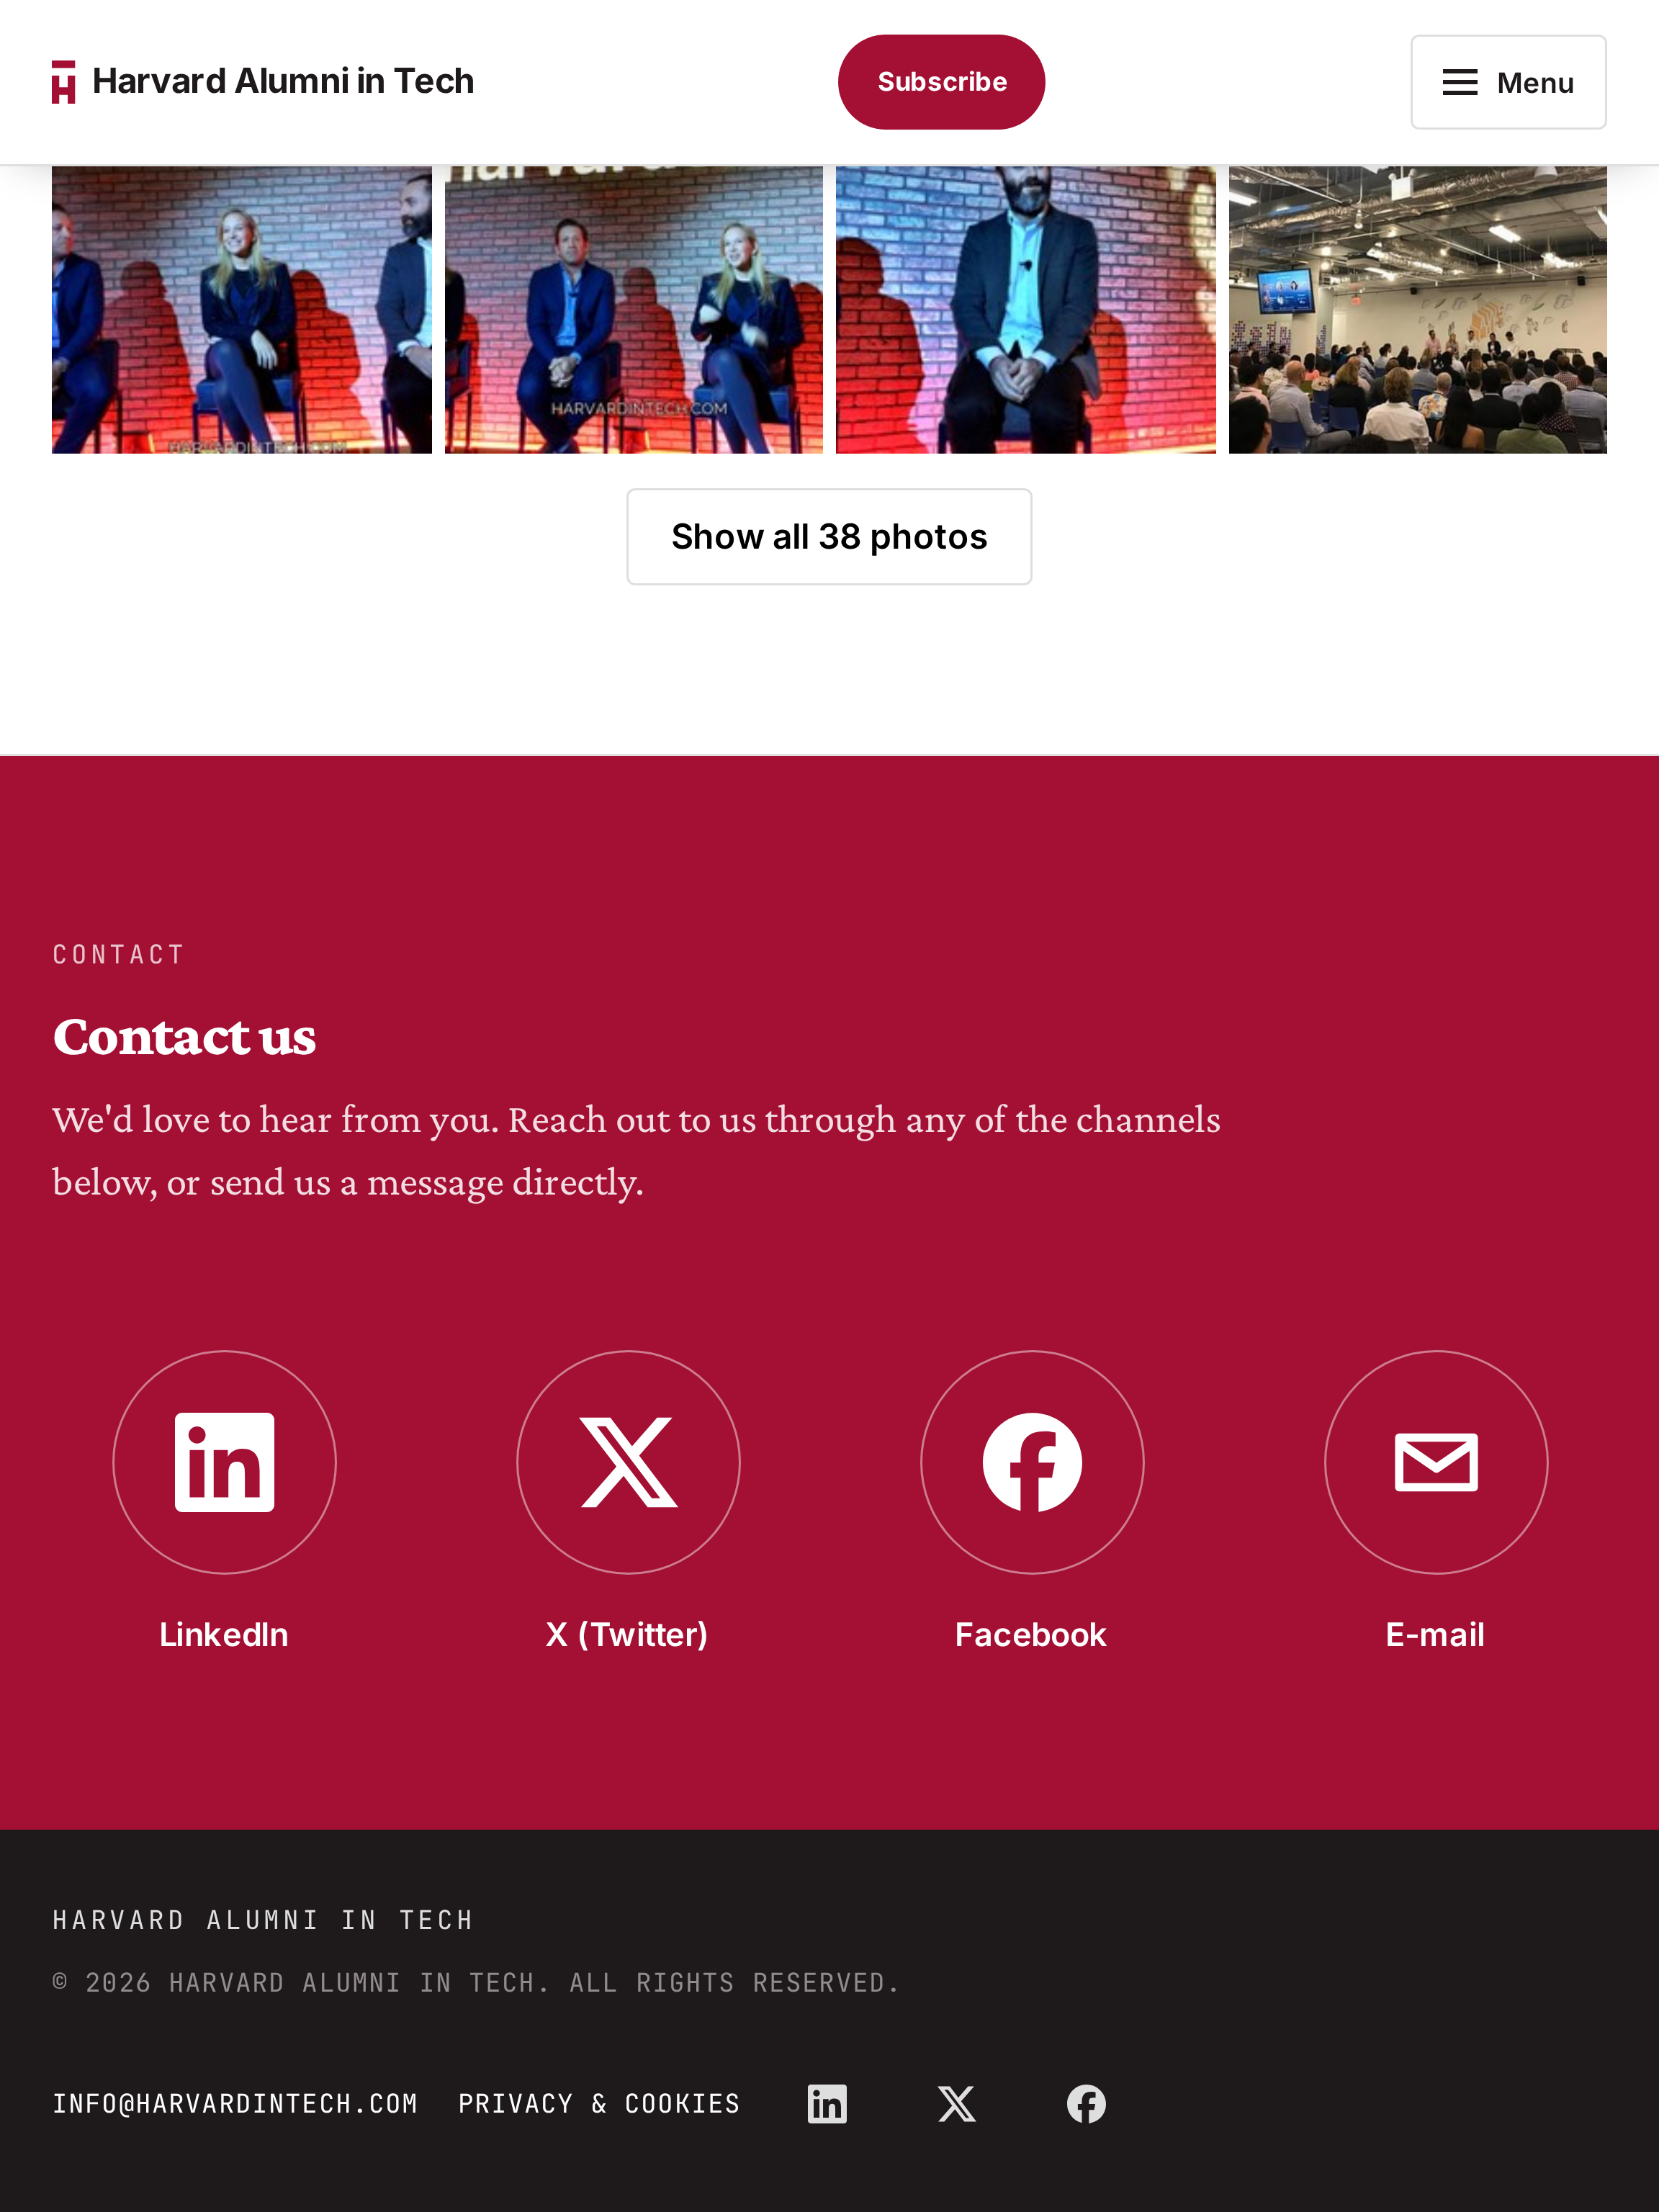 Harvard Alumni in Tech
Subscribe
Menu
HARVARDINTECH.COM
HARVARDINTECH.COM
Show all 38 photos
CONTACT
Contact us
We'd love to hear from you. Reach out to us through any of the channels
below, or send us a message directly.
LinkedIn
X (Twitter)
Facebook
E-mail
HARVARD ALUMNI IN TECH
© 2026 HARVARD ALUMNI IN TECH. ALL RIGHTS RESERVED.
INFO@HARVARDINTECH.COM PRIVACY & COOKIES